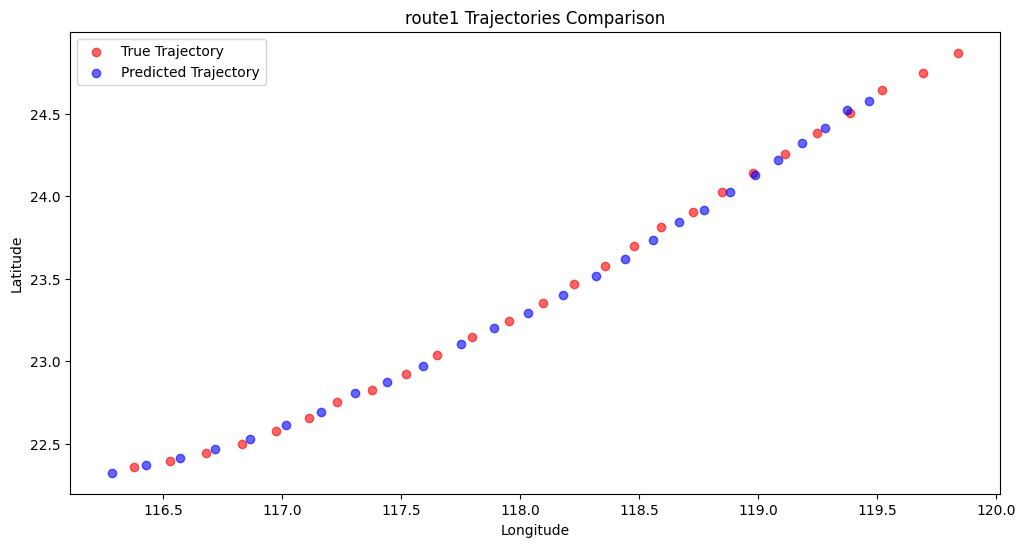 route1 Trajectories Comparison
True Trajectory
Predicted Trajectory
Latitude
24.5
24.0
23.5
23.0
22.5
116.5 117.0 117.5 118.0 118.5 119.0 119.5 120.0
Longitude